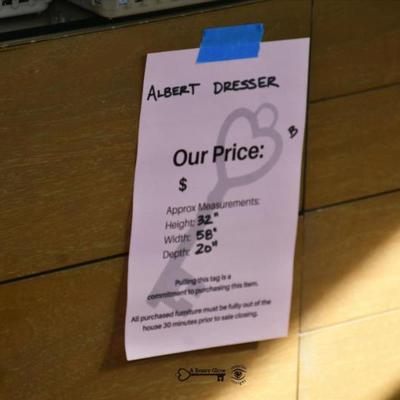 ALBERT DRESSER
B
Our Price:
$
Approx Measurements:
Height: 32"
Width: 58"
Depth: 20"
Pulling this tag is a
commitment to purchasing this item.
All purchased furniture must be fully out of the
house 30 minutes prior to sale closing.